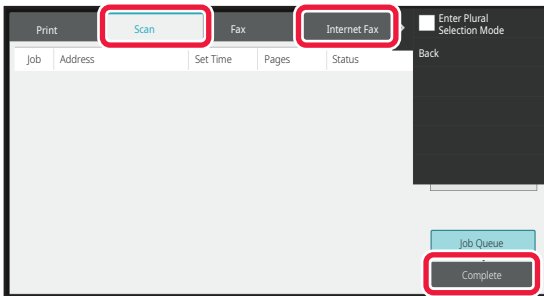 Print Scan Fax Internet Fax
Enter Plural
Selection Mode
Job Address Set Time Pages Status
Back
Job Queue
Complete